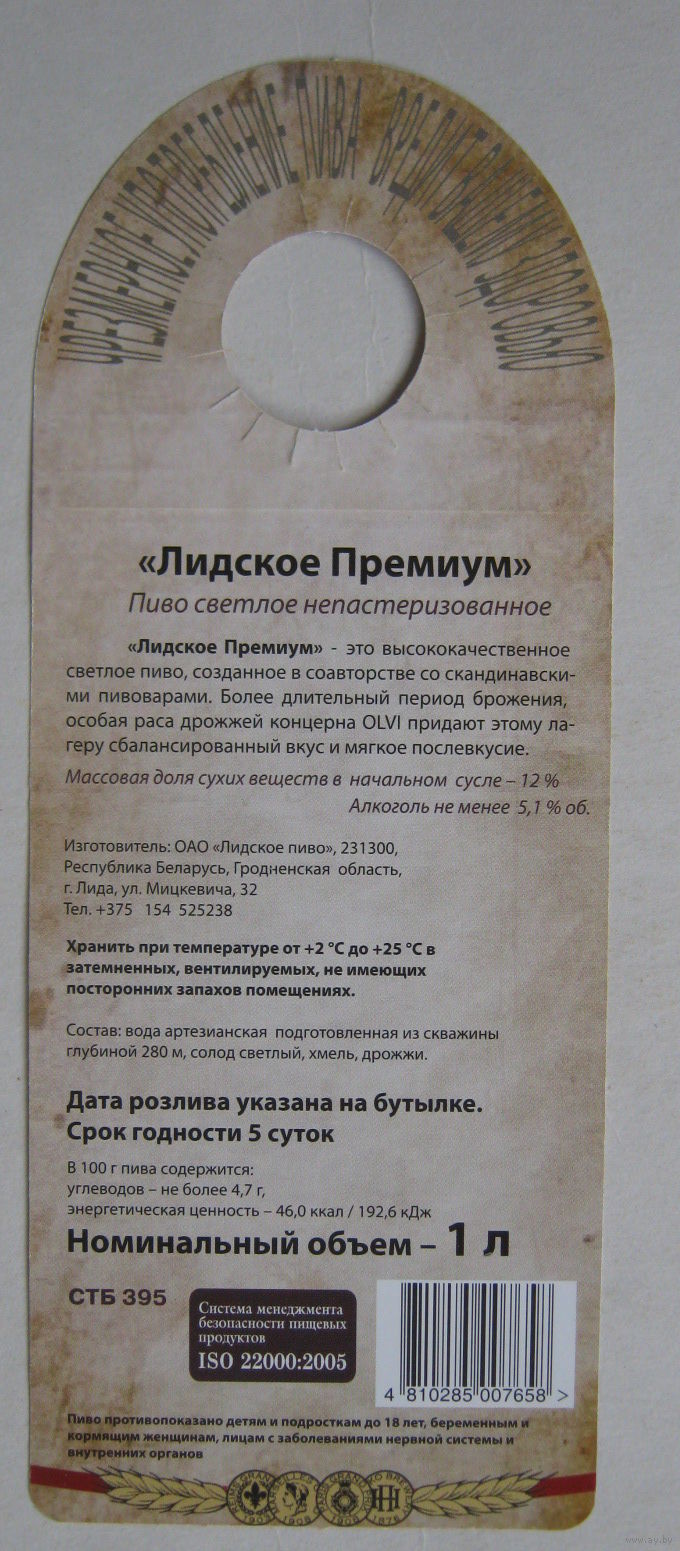 ЧРЕЗМЕРНОЕ УПОТРЕБЛЕНИЕ ПИВА ВРЕДИТ ВАШЕМУ ЗДОРОВЬЮ
«Лидское Премиум»
Пиво светлое непастеризованное
«Лидское Премиум» - это высококачественное
светлое пиво, созданное в соавторстве со скандинавски-
ми пивоварами. Более длительный период брожения,
особая раса дрожжей концерна OLVI придают этому ла-
геру сбалансированный вкус и мягкое послевкусие.
Массовая доля сухих веществ в начальном сусле – 12 %
Алкоголь не менее 5,1 % об.
Изготовитель: ОАО «Лидское пиво», 231300,
Республика Беларусь, Гродненская область,
г. Лида, ул. Мицкевича, 32
Тел. +375 154 525238
Хранить при температуре от +2 °С до +25 °С в
затемненных, вентилируемых, не имеющих
посторонних запахов помещениях.
Состав: вода артезианская подготовленная из скважины
глубиной 280 м, солод светлый, хмель, дрожжи.
Дата розлива указана на бутылке.
Срок годности 5 суток
В 100 г пива содержится:
углеводов – не более 4,7 г,
энергетическая ценность – 46,0 ккал / 192,6 кДж
Номинальный объем – 1 л
СТБ 395
Система менеджмента
безопасности пищевых
продуктов
ISO 22000:2005
4 810285 007658 >
Пиво противопоказано детям и подросткам до 18 лет, беременным и
кормящим женщинам, лицам с заболеваниями нервной системы и
внутренних органов
1908 1908 1876
www.ay.by